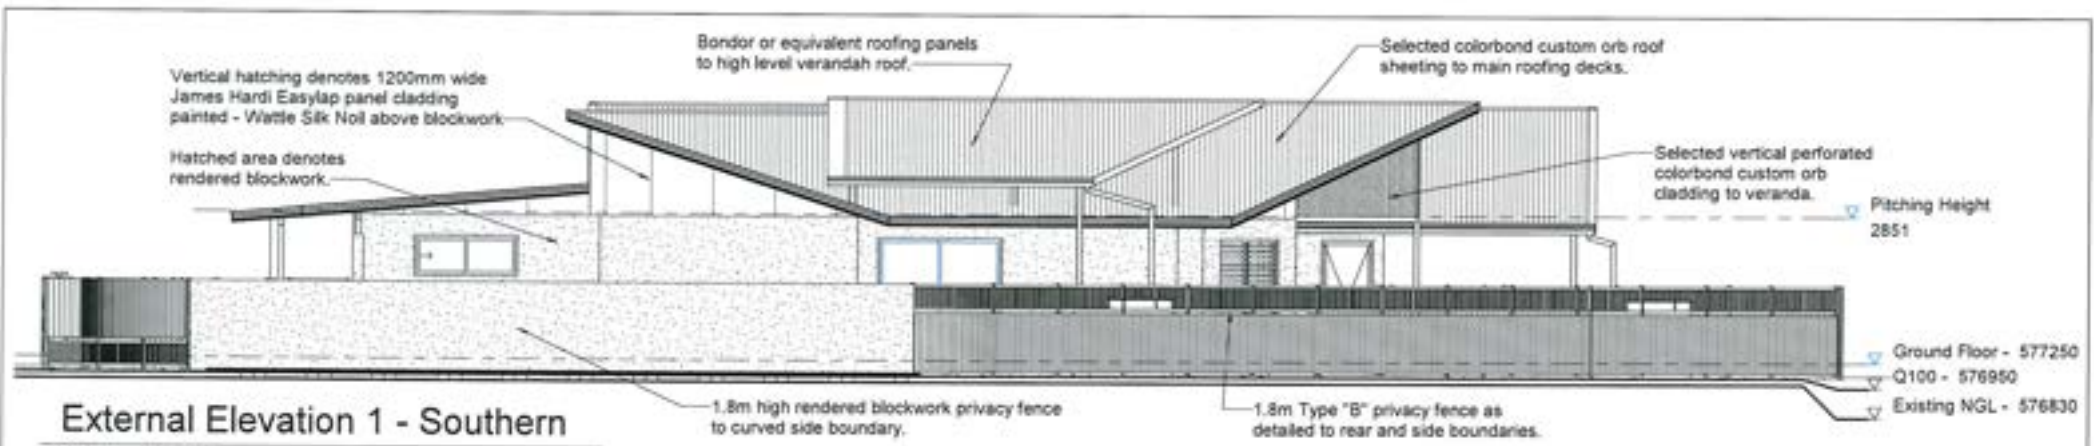 Bondor or equivalent roofing panels
to high level verandah roof.
Selected colorbond custom orb roof
sheeting to main roofing decks.
Vertical hatching denotes 1200mm wide
James Hardi Easylap panel cladding
painted - Wattle Silk Noil above blockwork
Hatched area denotes
rendered blockwork.
Selected vertical perforated
colorbond custom orb
cladding to veranda.
Pitching Height
2851
Ground Floor - 577250
Q100 - 576950
Existing NGL - 576830
1.8m high rendered blockwork privacy fence
to curved side boundary.
1.8m Type "B" privacy fence as
detailed to rear and side boundaries.
External Elevation 1 - Southern